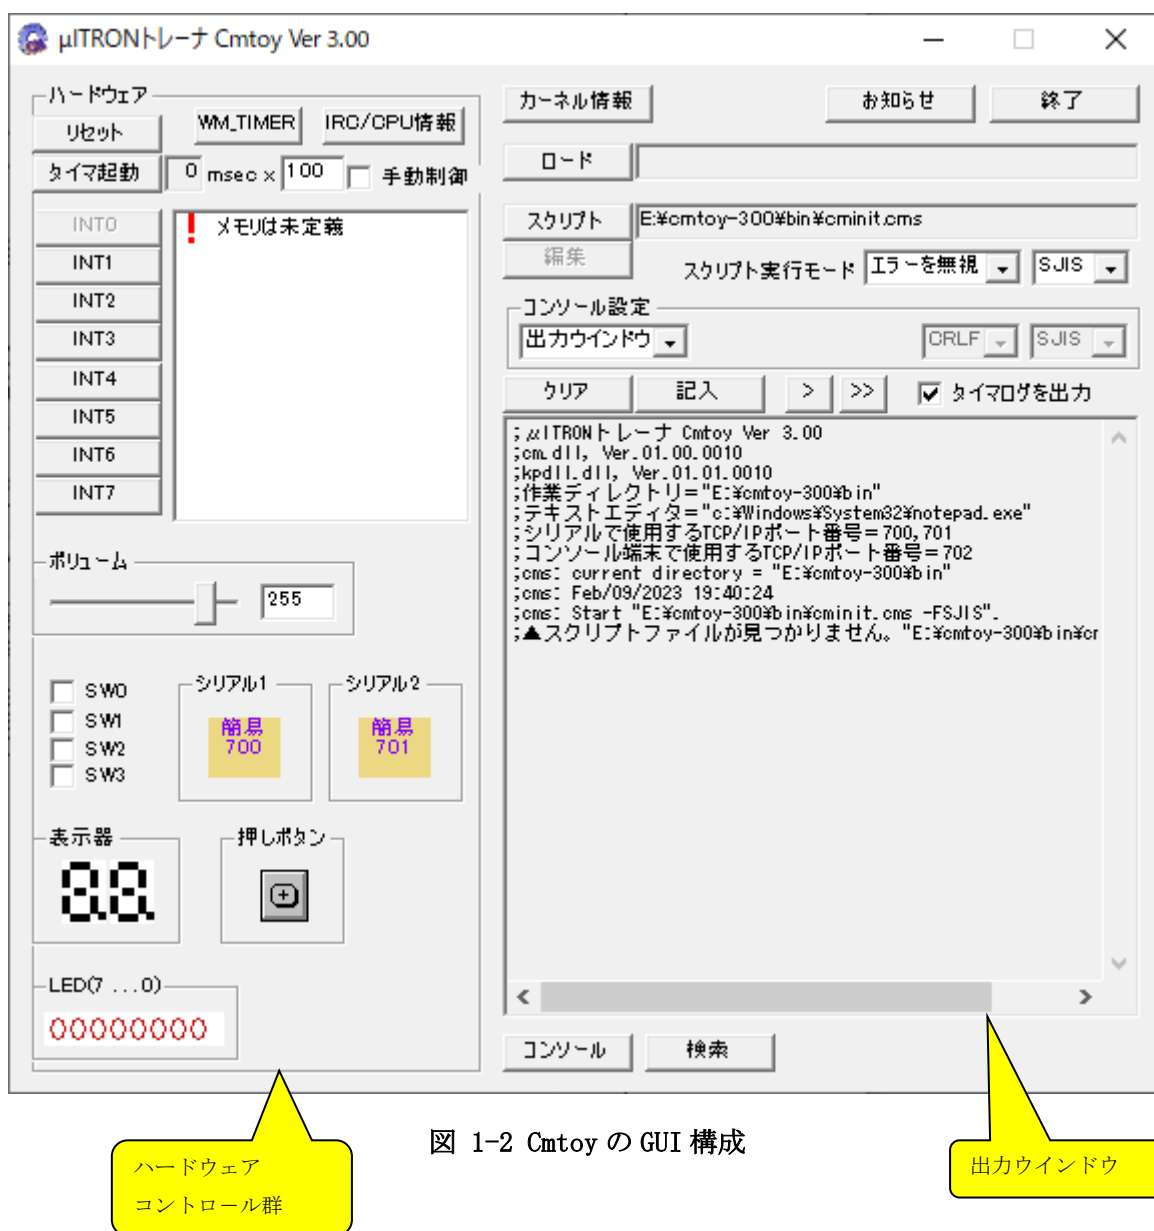 μITRONトレーナ Cmtoy Ver 3.00
ハードウェア
リセット
WM_TIMER
IRC/CPU情報
タイマ起動
0 msec x 100
手動制御
INT0
INT1
INT2
INT3
INT4
INT5
INT6
INT7
! メモリは未定義
ボリューム
255
SW0
SW1
SW2
SW3
シリアル1
簡易
700
シリアル2
簡易
701
表示器
88
押しボタン
LED(7 ...0)
OOOOOOOO
カーネル情報
お知らせ
終了
ロード
スクリプト
E:¥cmtoy-300¥bin¥cminit.cms
編集
スクリプト実行モード
エラーを無視
SJIS
コンソール設定
出力ウインドウ
CRLF
SJIS
クリア
記入
>
>>
タイマログを出力
;μITRONトレーナ Cmtoy Ver 3.00
;cm.dll, Ver.01.00.0010
;kpdll.dll, Ver.01.01.0010
;作業ディレクトリ="E:¥cmtoy-300¥bin"
;テキストエディタ="c:¥Windows¥System32¥notepad.exe"
;シリアルで使用するTCP/IPポート番号=700,701
;コンソール端末で使用するTCP/IPポート番号=702
;cms: current directory = "E:¥cmtoy-300¥bin"
;cms: Feb/09/2023 19:40:24
;cms: Start "E:¥cmtoy-300¥bin¥cminit.cms -FSJIS".
;▲スクリプトファイルが見つかりません。"E:¥cmtoy-300¥bin¥cr
コンソール
検索
図 1-2 Cmtoy の GUI 構成
ハードウェア
コントロール群
出力ウインドウ